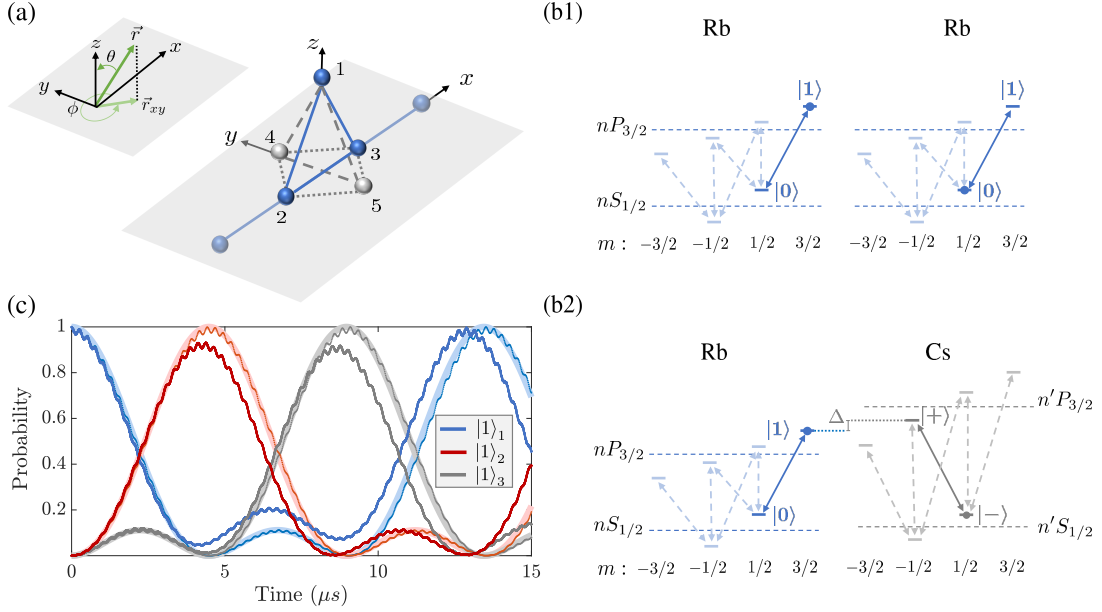 (a)
z
r⃗
θ
x
y
ϕ
r⃗xy
z
1
x
y
4
3
2
5
(b1)
Rb Rb
|1⟩ |1⟩
nP3/2
|0⟩ |0⟩
nS1/2
m : −3/2 −1/2 1/2 3/2 −3/2 −1/2 1/2 3/2
(c)
Probability
1
0.8
0.6
0.4
0.2
|1⟩1
|1⟩2
|1⟩3
0 5 10 15
Time (μs)
(b2)
Rb Cs
n′P3/2
|1⟩ Δ |+⟩
nP3/2
|0⟩ |−⟩
nS1/2 n′S1/2
m : −3/2 −1/2 1/2 3/2 −3/2 −1/2 1/2 3/2